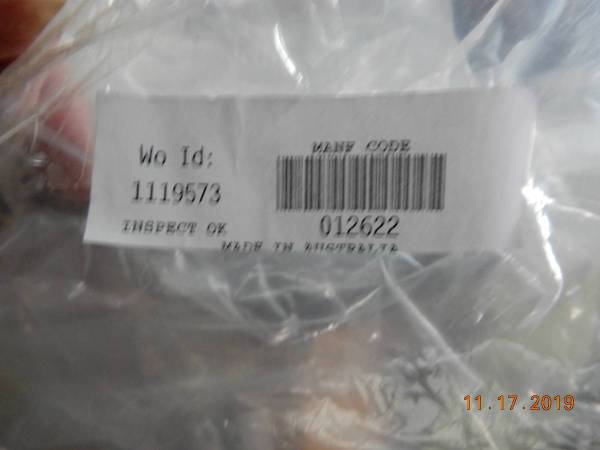 Wo Id:
1119573
INSPECT OK
MANF CODE
012622
MADE IN AUSTRALIA
11.17.2019